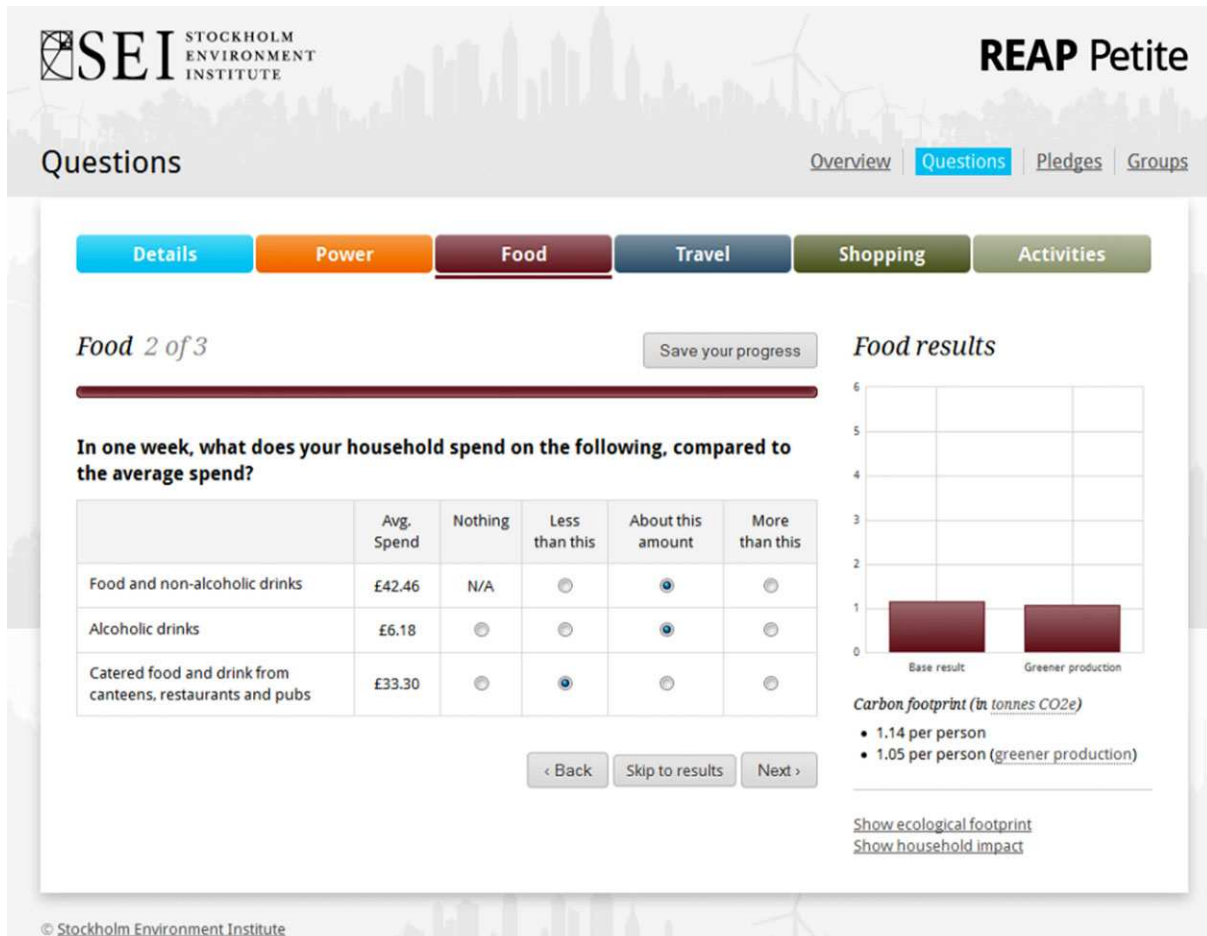 SEI STOCKHOLM
ENVIRONMENT
INSTITUTE
REAP Petite
Questions
Overview Questions Pledges Groups
Details Power Food Travel Shopping Activities
Food 2 of 3
Save your progress
In one week, what does your household spend on the following, compared to
the average spend?
Avg. Spend Nothing Less than this About this amount More than this
Food and non-alcoholic drinks £42.46 N/A
Alcoholic drinks £6.18
Catered food and drink from
canteens, restaurants and pubs £33.30
‹ Back Skip to results Next ›
Food results
6
5
4
3
2
1
0
Base result Greener production
Carbon footprint (in tonnes CO2e)
• 1.14 per person
• 1.05 per person (greener production)
Show ecological footprint
Show household impact
© Stockholm Environment Institute